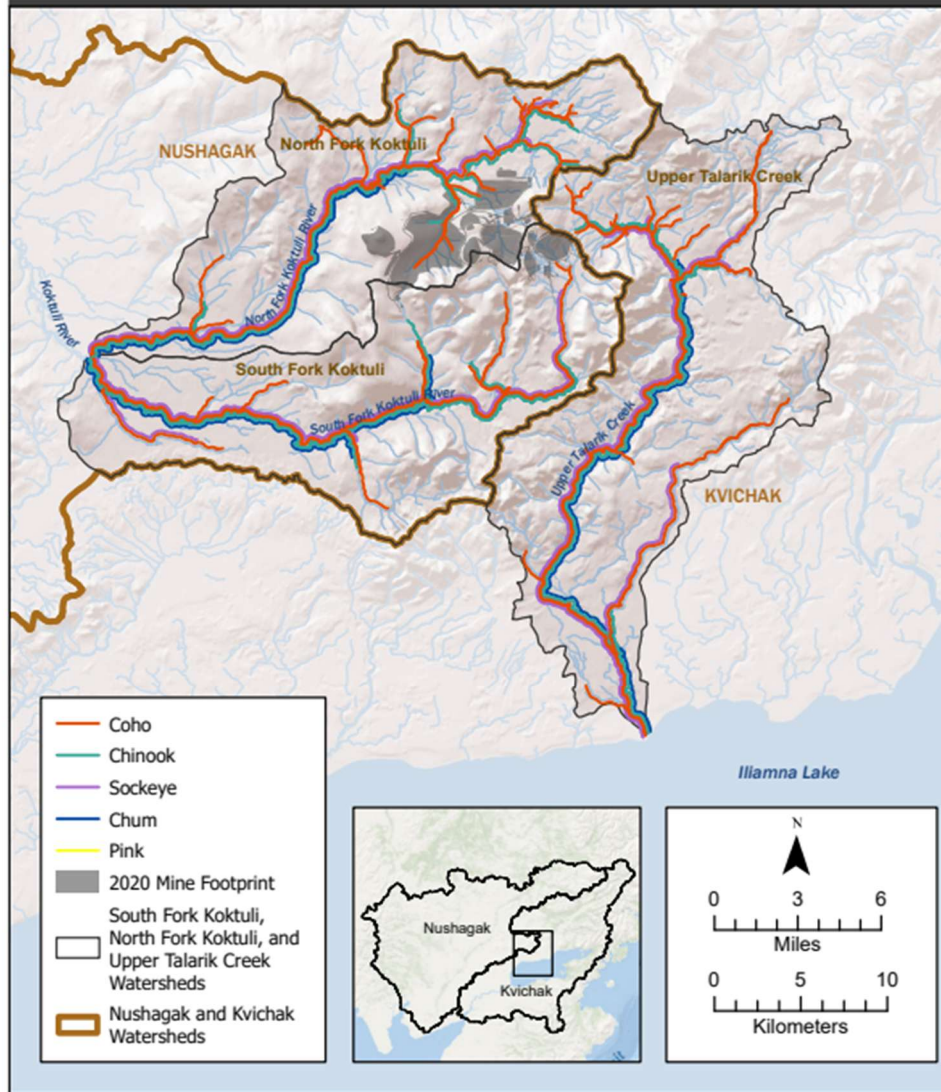 NUSHAGAK
North Fork Koktuli
Upper Talarik Creek
North Fork Koktuli River
Koktuli River
South Fork Koktuli
South Fork Koktuli River
Upper Talarik Creek
KVICHAK
Iliamna Lake
Coho
Chinook
Sockeye
Chum
Pink
2020 Mine Footprint
South Fork Koktuli,
North Fork Koktuli, and
Upper Talarik Creek
Watersheds
Nushagak and Kvichak
Watersheds
Nushagak
Kvichak
N
0 3 6
Miles
0 5 10
Kilometers